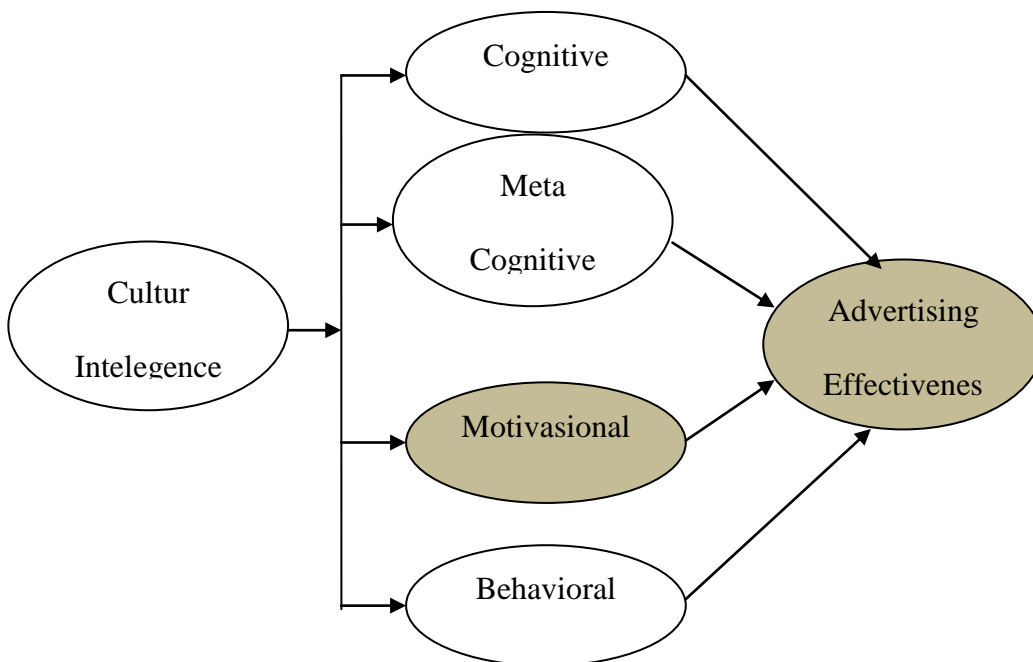 Cognitive
Meta
Cognitive
Cultur
Intelegence
Advertising
Effectivenes
Motivasional
Behavioral